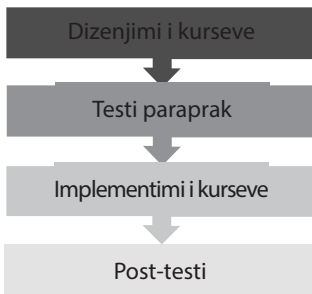 Dizenjimi i kurseve
Testi paraprak
Implementimi i kurseve
Post-testi